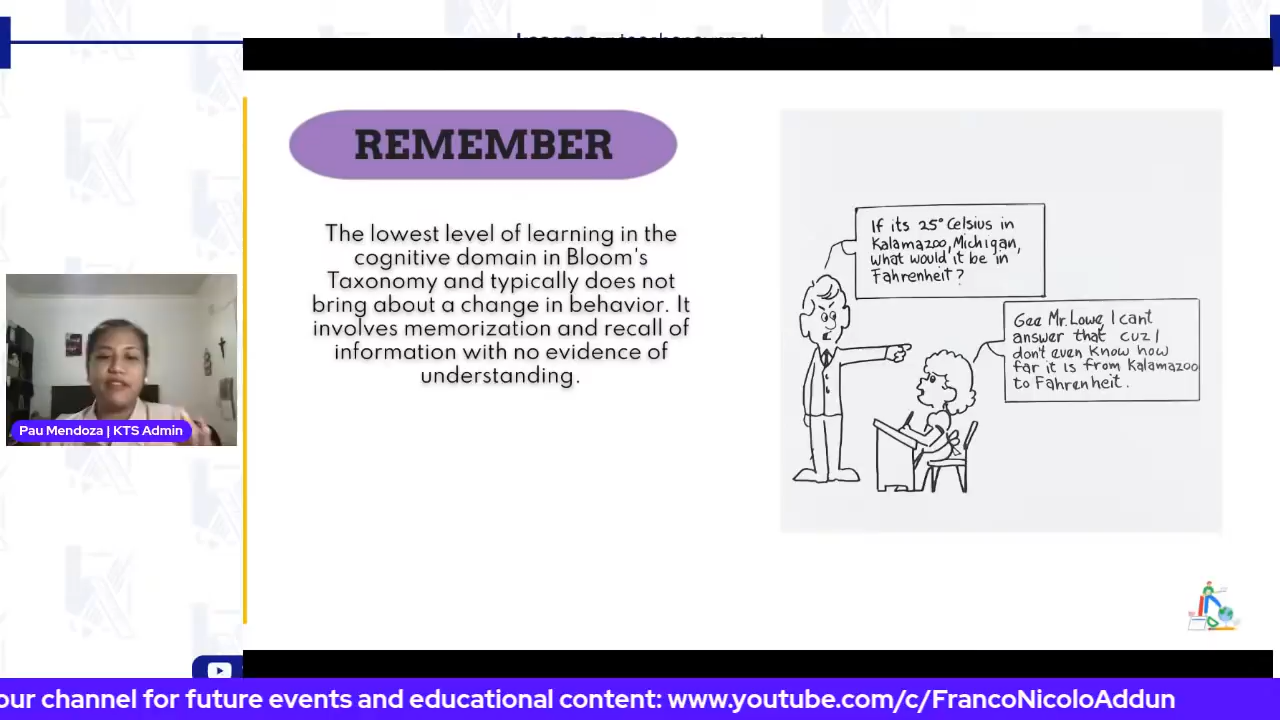 REMEMBER
The lowest level of learning in the
cognitive domain in Bloom's
Taxonomy and typically does not
bring about a change in behavior. It
involves memorization and recall of
information with no evidence of
understanding.
If its 25° Celsius in
Kalamazoo, Michigan,
what would it be in
Fahrenheit?
Gee Mr. Lowe, I cant
answer that cuz I
don't even know how
far it is from Kalamazoo
to Fahrenheit.
Pau Mendoza | KTS Admin
our channel for future events and educational content: www.youtube.com/c/FrancoNicoloAddun